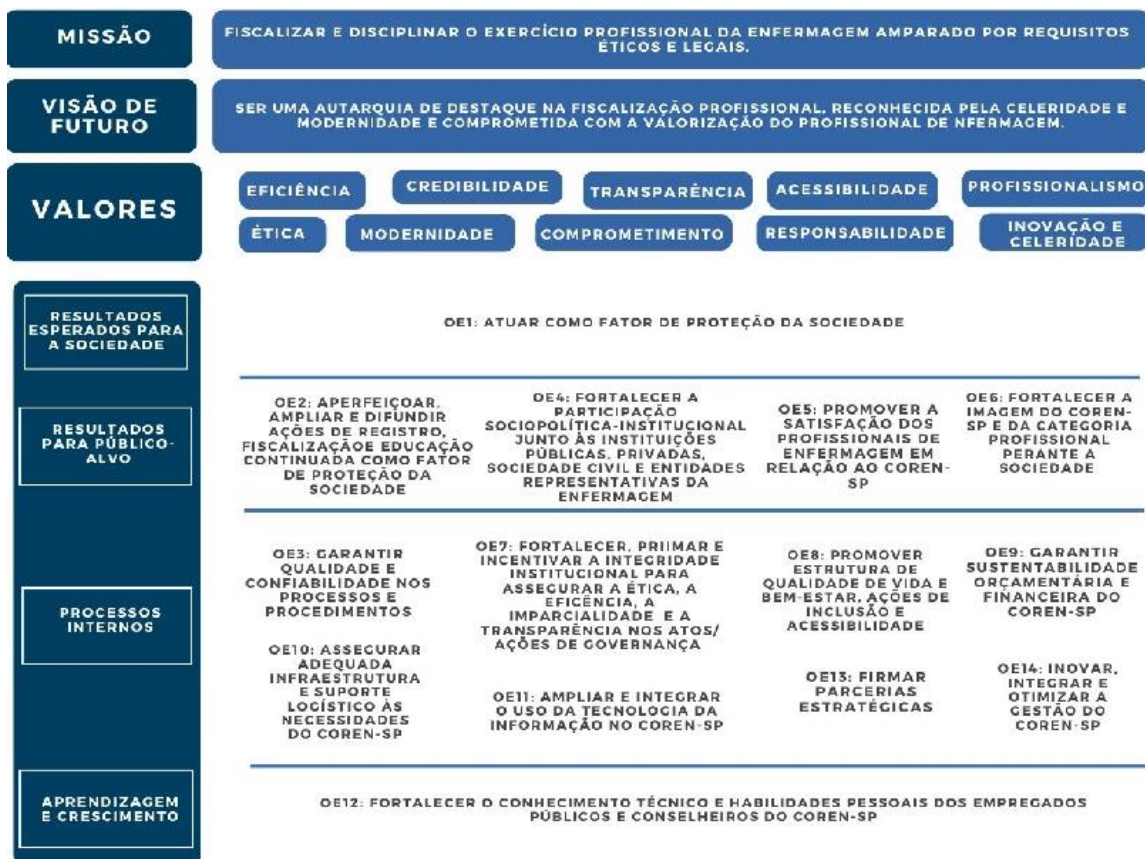 MISSÃO
FISCALIZAR E DISCIPLINAR O EXERCÍCIO PROFISSIONAL DA ENFERMAGEM AMPARADO POR REQUISITOS
ÉTICOS E LEGAIS.
VISÃO DE
FUTURO
SER UMA AUTARQUIA DE DESTAQUE NA FISCALIZAÇÃO PROFISSIONAL, RECONHECIDA PELA CELERIDADE E
MODERNIDADE E COMPROMETIDA COM A VALORIZAÇÃO DO PROFISSIONAL DE NFERMAGEM.
VALORES
EFICIÊNCIA
CREDIBILIDADE
TRANSPARÊNCIA
ACESSIBILIDADE
PROFISSIONALISMO
ÉTICA
MODERNIDADE
COMPROMETIMENTO
RESPONSABILIDADE
INOVAÇÃO E
CELERIDADE
RESULTADOS
ESPERADOS PARA
A SOCIEDADE
OE1: ATUAR COMO FATOR DE PROTEÇÃO DA SOCIEDADE
RESULTADOS
PARA PÚBLICO-
ALVO
OE2: APERFEIÇOAR,
AMPLIAR E DIFUNDIR
AÇÕES DE REGISTRO,
FISCALIZAÇÃOE EDUCAÇÃO
CONTINUADA COMO FATOR
DE PROTEÇÃO DA
SOCIEDADE
OE4: FORTALECER A
PARTICIPAÇÃO
SOCIOPOLÍTICA-INSTITUCIONAL
JUNTO ÀS INSTITUIÇÕES
PÚBLICAS, PRIVADAS,
SOCIEDADE CIVIL E ENTIDADES
REPRESENTATIVAS DA
ENFERMAGEM
OE5: PROMOVER A
SATISFAÇÃO DOS
PROFISSIONAIS DE
ENFERMAGEM EM
RELAÇÃO AO COREN-
SP
OE6: FORTALECER A
IMAGEM DO COREN-
SP E DA CATEGORIA
PROFISSIONAL
PERANTE A
SOCIEDADE
PROCESSOS
INTERNOS
OE3: GARANTIR
QUALIDADE E
CONFIABILIDADE NOS
PROCESSOS E
PROCEDIMENTOS
OE7: FORTALECER, PRIIMAR E
INCENTIVAR A INTEGRIDADE
INSTITUCIONAL PARA
ASSEGURAR A ÉTICA, A
EFICÊNCIA, A
IMPARCIALIDADE E A
TRANSPARÊNCIA NOS ATOS/
AÇÕES DE GOVERNANÇA
OE8: PROMOVER
ESTRUTURA DE
QUALIDADE DE VIDA E
BEM-ESTAR, AÇÕES DE
INCLUSÃO E
ACESSIBILIDADE
OE9: GARANTIR
SUSTENTABILIDADE
ORÇAMENTÁRIA E
FINANCEIRA DO
COREN-SP
OE10: ASSEGURAR
ADEQUADA
INFRAESTRUTURA
E SUPORTE
LOGÍSTICO ÀS
NECESSIDADES
DO COREN-SP
OE11: AMPLIAR E INTEGRAR
O USO DA TECNOLOGIA DA
INFORMAÇÃO NO COREN-SP
OE13: FIRMAR
PARCERIAS
ESTRATÉGICAS
OE14: INOVAR,
INTEGRAR E
OTIMIZAR A
GESTÃO DO
COREN-SP
APRENDIZAGEM
E CRESCIMENTO
OE12: FORTALECER O CONHECIMENTO TÉCNICO E HABILIDADES PESSOAIS DOS EMPREGADOS
PÚBLICOS E CONSELHEIROS DO COREN-SP